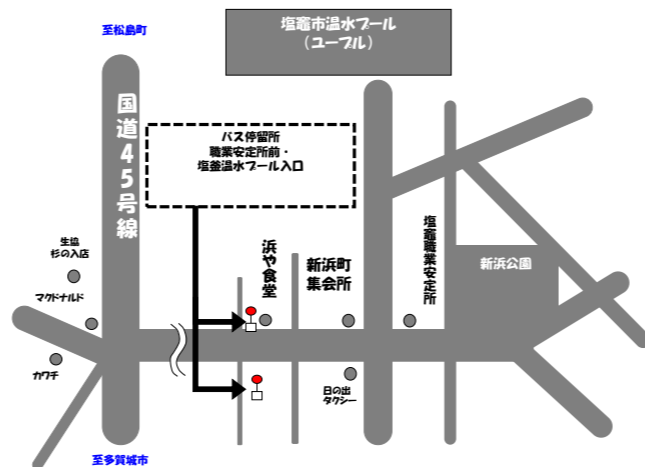 至松島町
塩竈市温水プール
（ユープル）
国道45号線
バス停留所
職業安定所前・
塩釜温水プール入口
生協
杉の入店
マクドナルド
カワチ
浜や食堂
新浜町
集会所
塩竈職業安定所
新浜公園
日の出
タクシー
至多賀城市